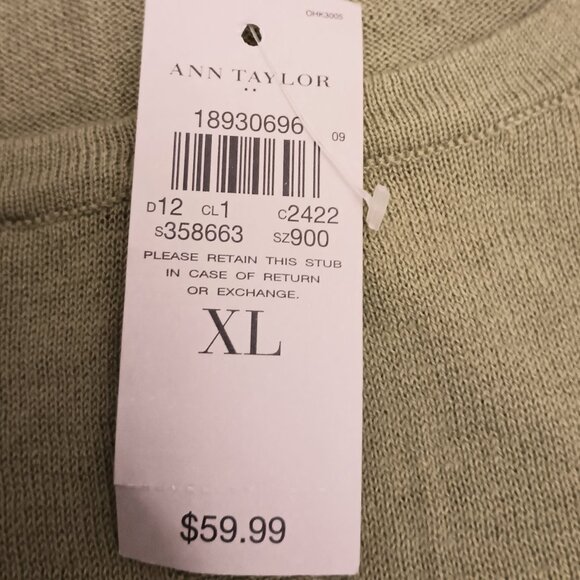 OHK3005
ANN TAYLOR
18930696 09
D12 CL1 C2422
S358663 SZ900
PLEASE RETAIN THIS STUB
IN CASE OF RETURN
OR EXCHANGE.
XL
$59.99